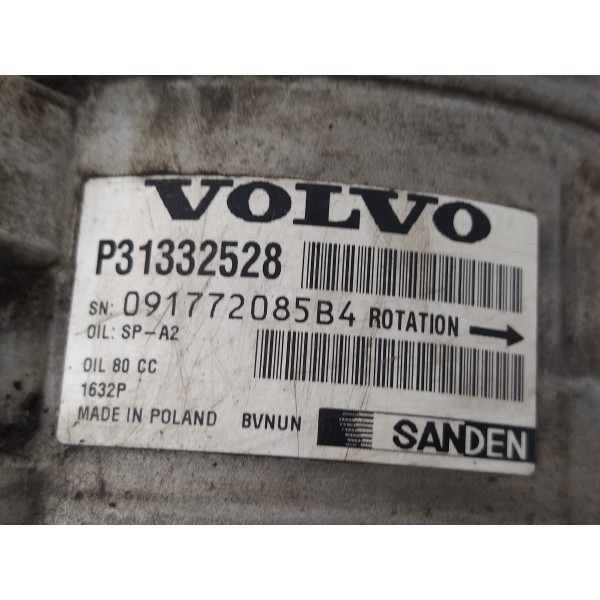 VOLVO
P31332528
SN: 091772085B4 ROTATION →
OIL: SP-A2
OIL 80 CC
1632P
MADE IN POLAND BVNUN SANDEN